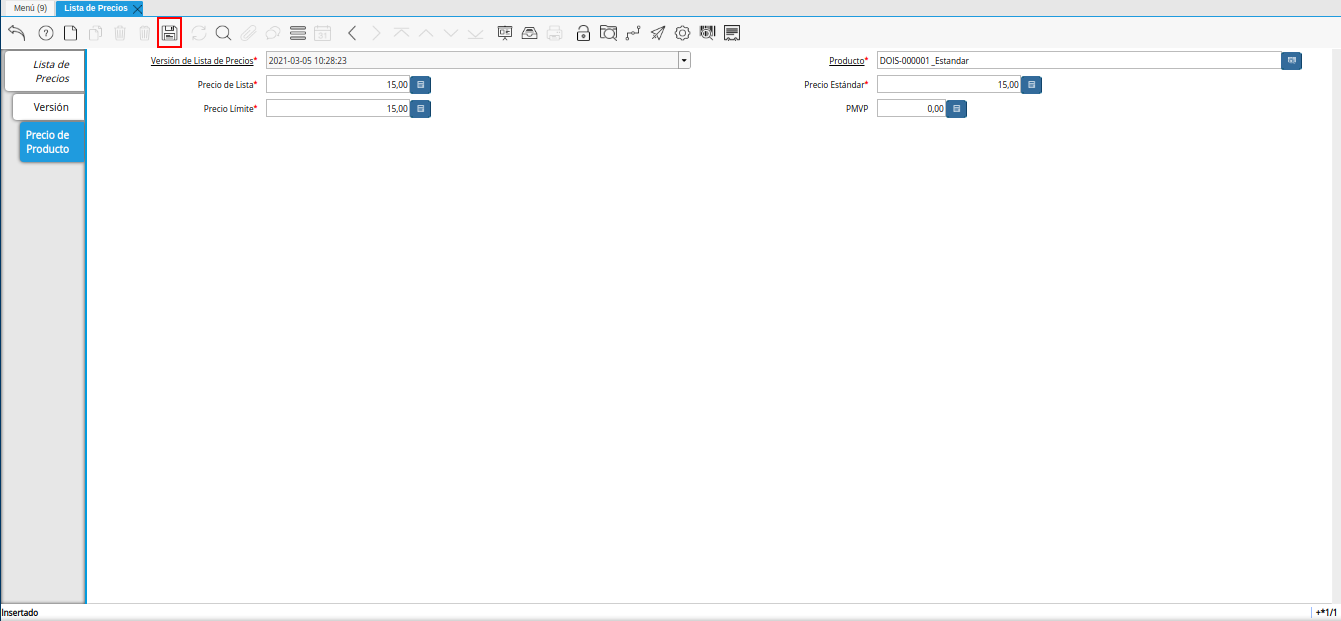 Menú (9) Lista de Precios
Lista de
Precios
Versión
Precio de
Producto
Versión de Lista de Precios* 2021-03-05 10:28:23 Producto* DOIS-000001_Estandar
Precio de Lista* 15,00 Precio Estándar* 15,00
Precio Límite* 15,00 PMVP 0,00
Insertado +*1/1